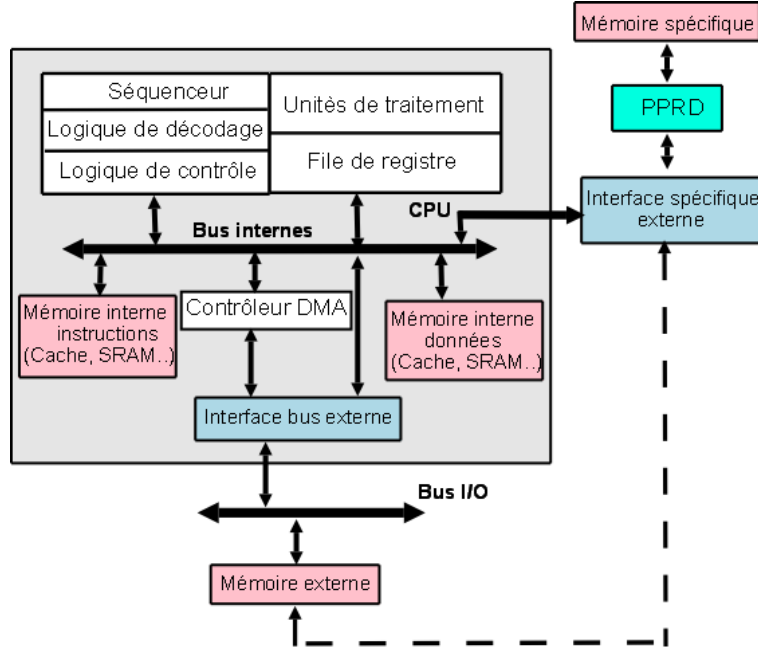 Mémoire spécifique
PPRD
Interface spécifique
externe
Séquenceur
Logique de décodage
Logique de contrôle
Unitès de traitement
File de registre
CPU
Bus internes
Mémoire interne
instructions
(Cache, SRAM..)
Contrôleur DMA
Mémoire interne
données
(Cache, SRAM..)
Interface bus externe
Bus I/O
Mémoire externe